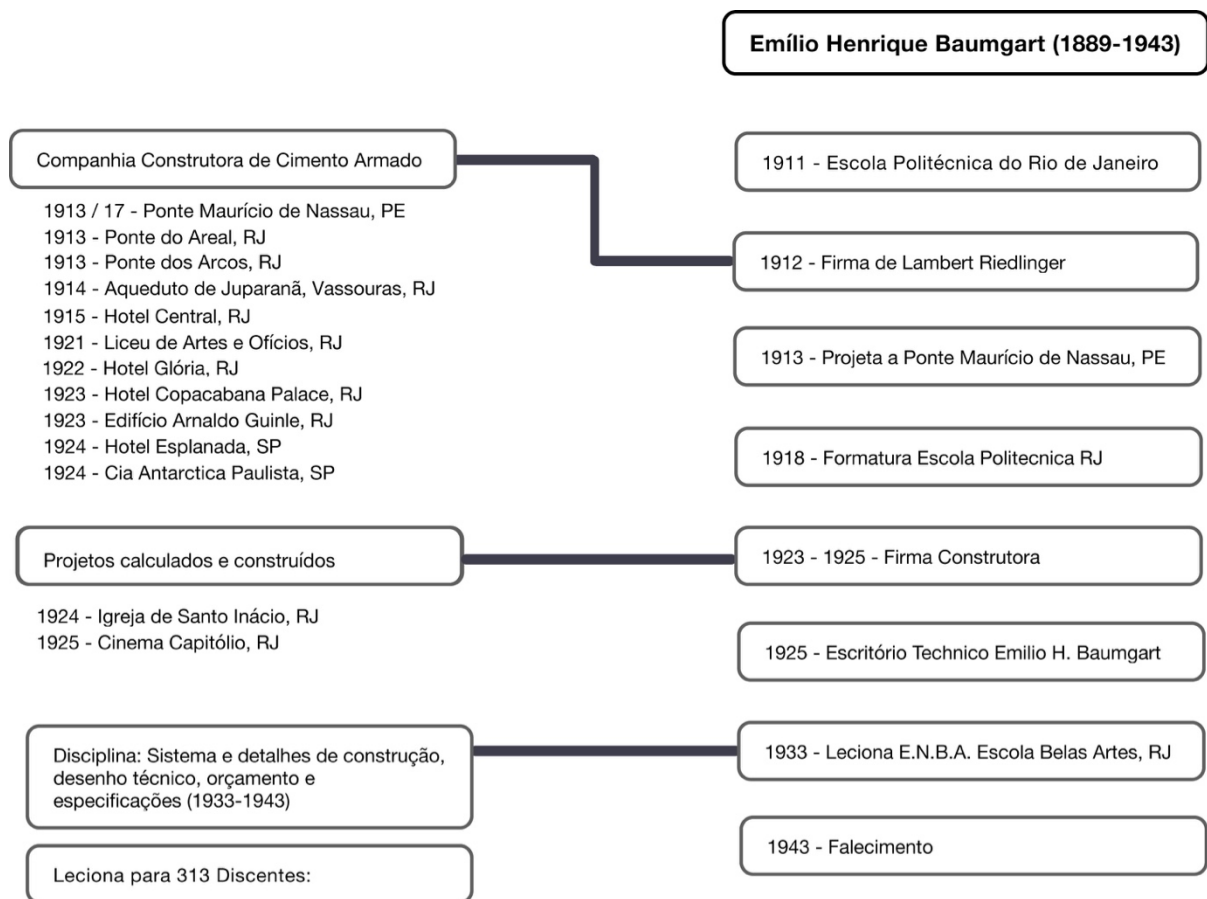 Emílio Henrique Baumgart (1889-1943)
Companhia Construtora de Cimento Armado
1913 / 17 - Ponte Maurício de Nassau, PE
1913 - Ponte do Areal, RJ
1913 - Ponte dos Arcos, RJ
1914 - Aqueduto de Juparanã, Vassouras, RJ
1915 - Hotel Central, RJ
1921 - Liceu de Artes e Ofícios, RJ
1922 - Hotel Glória, RJ
1923 - Hotel Copacabana Palace, RJ
1923 - Edifício Arnaldo Guinle, RJ
1924 - Hotel Esplanada, SP
1924 - Cia Antarctica Paulista, SP
Projetos calculados e construídos
1924 - Igreja de Santo Inácio, RJ
1925 - Cinema Capitólio, RJ
Disciplina: Sistema e detalhes de construção,
desenho técnico, orçamento e
especificações (1933-1943)
Leciona para 313 Discentes:
1911 - Escola Politécnica do Rio de Janeiro
1912 - Firma de Lambert Riedlinger
1913 - Projeta a Ponte Maurício de Nassau, PE
1918 - Formatura Escola Politecnica RJ
1923 - 1925 - Firma Construtora
1925 - Escritório Technico Emilio H. Baumgart
1933 - Leciona E.N.B.A. Escola Belas Artes, RJ
1943 - Falecimento